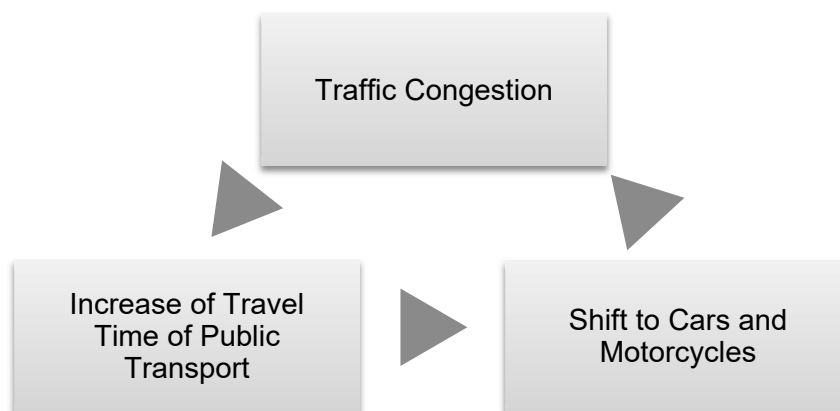 Traffic Congestion
Increase of Travel
Time of Public
Transport
Shift to Cars and
Motorcycles